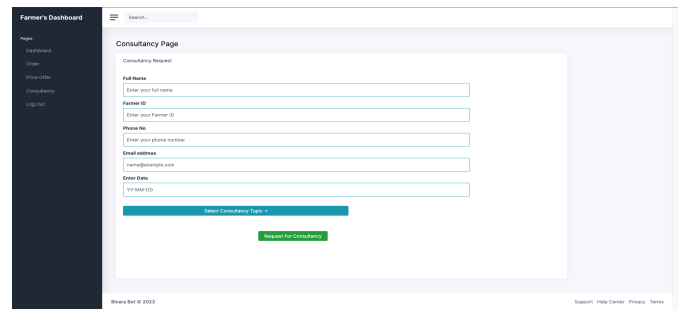 Farmer's Dashboard
Search...
Pages
Dashboard
Order
Price Offer
Consultancy
Log Out
Consultancy Page
Consultancy Request
Full Name
Enter your full name
Farmer ID
Enter your Farmer ID
Phone No
Enter your phone number
Email address
name@example.com
Enter Date
YY-MM-DD
Select Consultancy Topic
Request For Consultancy
Binary Bot © 2023
Support Help Center Privacy Terms